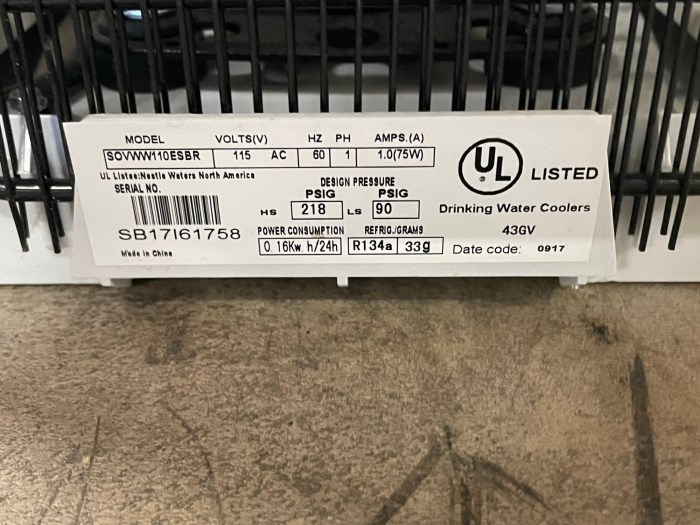 MODEL VOLTS(V) HZ PH AMPS.(A)
SOVWW110ESBR 115 AC 60 1 1.0(75W)
UL Listee:Nestle Waters North America
SERIAL NO.
SB17I61758
Made in China
DESIGN PRESSURE
PSIG PSIG
HS 218 LS 90
POWER CONSUMPTION REFRIG./GRAMS
0.16Kw.h/24h R134a 33g
UL LISTED
Drinking Water Coolers
43GV
Date code: 0917